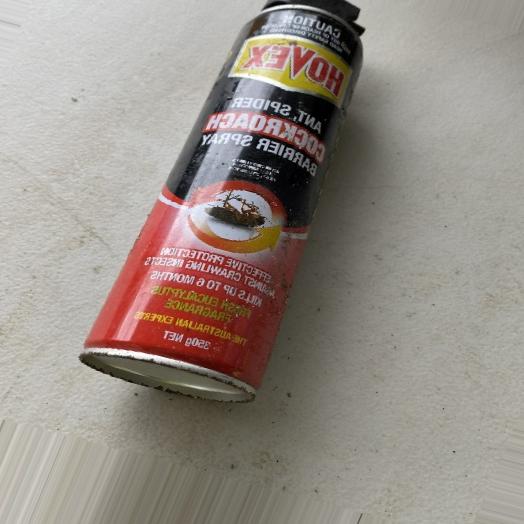 CAUTION
HOVEX
ANT, SPIDER
COCKROACH
BARRIER SPRAY
EFFECTIVE PROTECTION
AGAINST CRAWLING INSECTS
KILLS UP TO 6 MONTHS
FRESH EUCALYPTUS
FRAGRANCE
THE AUSTRALIAN EXPERTS
350g NET